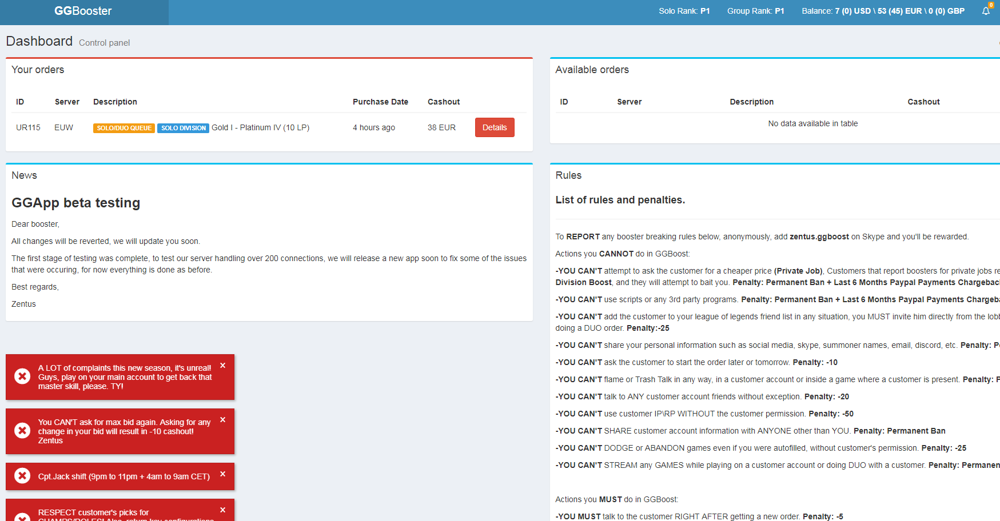 GGBooster
Solo Rank: P1 Group Rank: P1 Balance: 7 (0) USD \ 53 (45) EUR \ 0 (0) GBP 0
Dashboard Control panel
Your orders
ID Server Description Purchase Date Cashout
UR115 EUW SOLO/DUO QUEUE SOLO DIVISION Gold I - Platinum IV (10 LP) 4 hours ago 38 EUR Details
Available orders
ID Server Description Cashout
No data available in table
News
GGApp beta testing
Dear booster,
All changes will be reverted, we will update you soon.
The first stage of testing was complete, to test our server handling over 200 connections, we will release a new app soon to fix some of the issues
that were occuring, for now everything is done as before.
Best regards,
Zentus
Rules
List of rules and penalties.
To REPORT any booster breaking rules below, anonymously, add zentus.ggboost on Skype and you'll be rewarded.
Actions you CANNOT do in GGBoost:
-YOU CAN'T attempt to ask the customer for a cheaper price (Private Job), Customers that report boosters for private jobs re
Division Boost, and they will attempt to bait you. Penalty: Permanent Ban + Last 6 Months Paypal Payments Chargebac
-YOU CAN'T use scripts or any 3rd party programs. Penalty: Permanent Ban + Last 6 Months Paypal Payments Chargeba
-YOU CAN'T add the customer to your league of legends friend list in any situation, you MUST invite him directly from the lobb
doing a DUO order. Penalty:-25
-YOU CAN'T share your personal information such as social media, skype, summoner names, email, discord, etc. Penalty: P
-YOU CAN'T ask the customer to start the order later or tomorrow. Penalty: -10
-YOU CAN'T flame or Trash Talk in any way, in a customer account or inside a game where a customer is present. Penalty: P
-YOU CAN'T talk to ANY customer account friends without exception. Penalty: -20
-YOU CAN'T use customer IP\RP WITHOUT the customer permission. Penalty: -50
-YOU CAN'T SHARE customer account information with ANYONE other than YOU. Penalty: Permanent Ban
-YOU CAN'T DODGE or ABANDON games even if you were autofilled, without customer's permission. Penalty: -25
-YOU CAN'T STREAM any GAMES while playing on a customer account or doing DUO with a customer. Penalty: Permanen
Actions you MUST do in GGBoost:
-YOU MUST talk to the customer RIGHT AFTER getting a new order. Penalty: -5
A LOT of complaints this new season, it's unreal!
Guys, play on your main account to get back that
master skill, please. TY!
You CAN'T ask for max bid again. Asking for any
change in your bid will result in -10 cashout!
Zentus
Cpt.Jack shift (9pm to 11pm + 4am to 9am CET)
RESPECT customer's picks for
CHAMPS/ROLES! Also, return key configurations